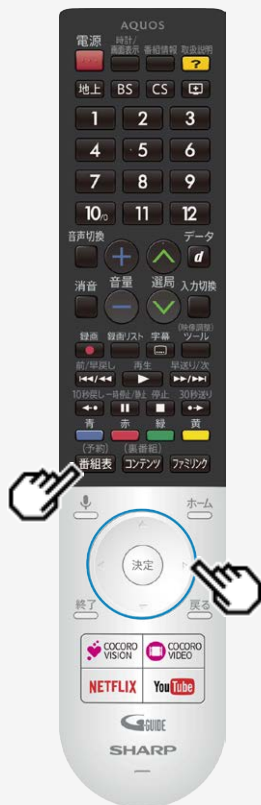 AQUOS
電源 時計/画面表示 番組情報 取扱説明
?
地上 BS CS
1 2 3
4 5 6
7 8 9
10/0 11 12
音声切換 + データ
d
消音 音量 選局 入力切換
−
(映像調整)
録画 録画リスト 字幕 ツール
前/早戻し 再生 早送り/次
10秒戻し 一時停止/静止 停止 30秒送り
青 赤 緑 黄
(予約) (裏番組)
番組表 コンテンツ ファミリンク
ホーム
決定
終了 戻る
COCORO VISION COCORO VIDEO
NETFLIX YouTube
G-GUIDE
SHARP